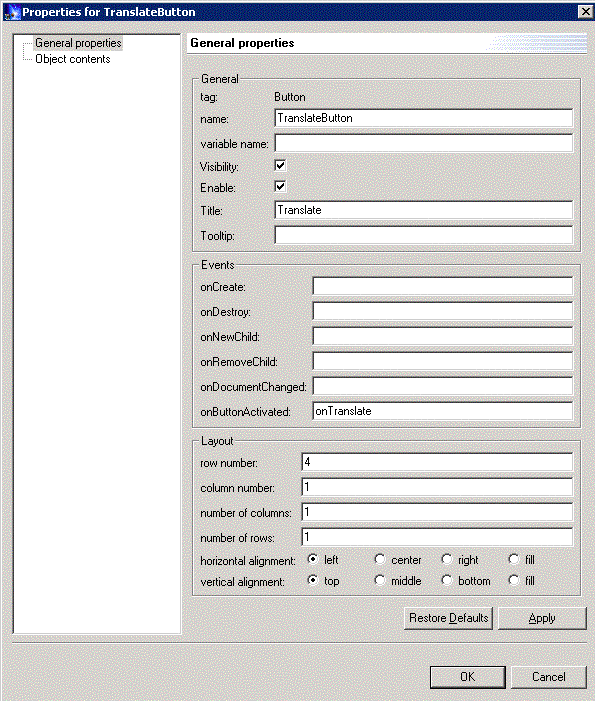 Properties for TranslateButton
General properties
Object contents
General properties
General
tag: Button
name: TranslateButton
variable name:
Visibility:
Enable:
Title: Translate
Tooltip:
Events
onCreate:
onDestroy:
onNewChild:
onRemoveChild:
onDocumentChanged:
onButtonActivated: onTranslate
Layout
row number: 4
column number: 1
number of columns: 1
number of rows: 1
horizontal alignment: left center right fill
vertical alignment: top middle bottom fill
Restore Defaults Apply
OK Cancel